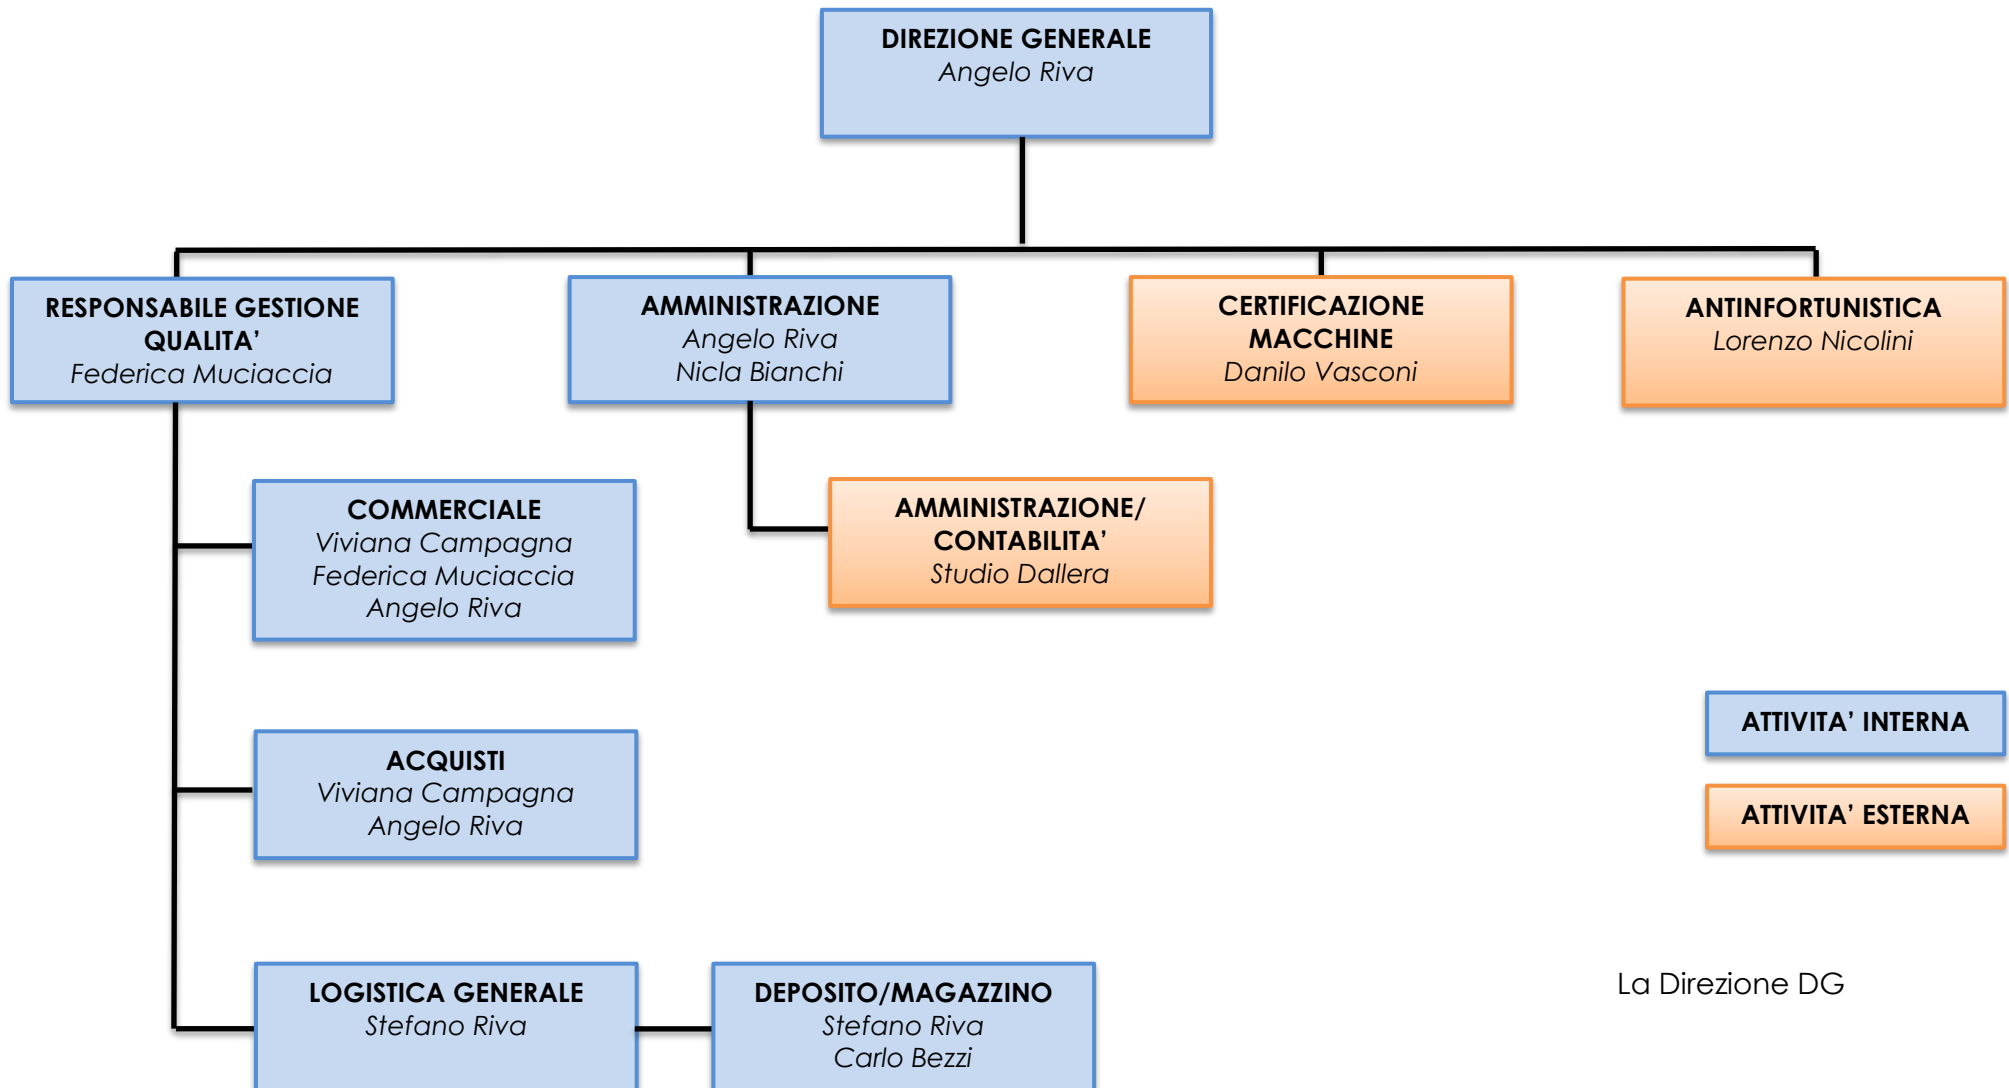 DIREZIONE GENERALE
Angelo Riva
RESPONSABILE GESTIONE
QUALITA’
Federica Muciaccia
AMMINISTRAZIONE
Angelo Riva
Nicla Bianchi
CERTIFICAZIONE
MACCHINE
Danilo Vasconi
ANTINFORTUNISTICA
Lorenzo Nicolini
COMMERCIALE
Viviana Campagna
Federica Muciaccia
Angelo Riva
AMMINISTRAZIONE/
CONTABILITA’
Studio Dallera
ACQUISTI
Viviana Campagna
Angelo Riva
ATTIVITA’ INTERNA
ATTIVITA’ ESTERNA
LOGISTICA GENERALE
Stefano Riva
DEPOSITO/MAGAZZINO
Stefano Riva
Carlo Bezzi
La Direzione DG